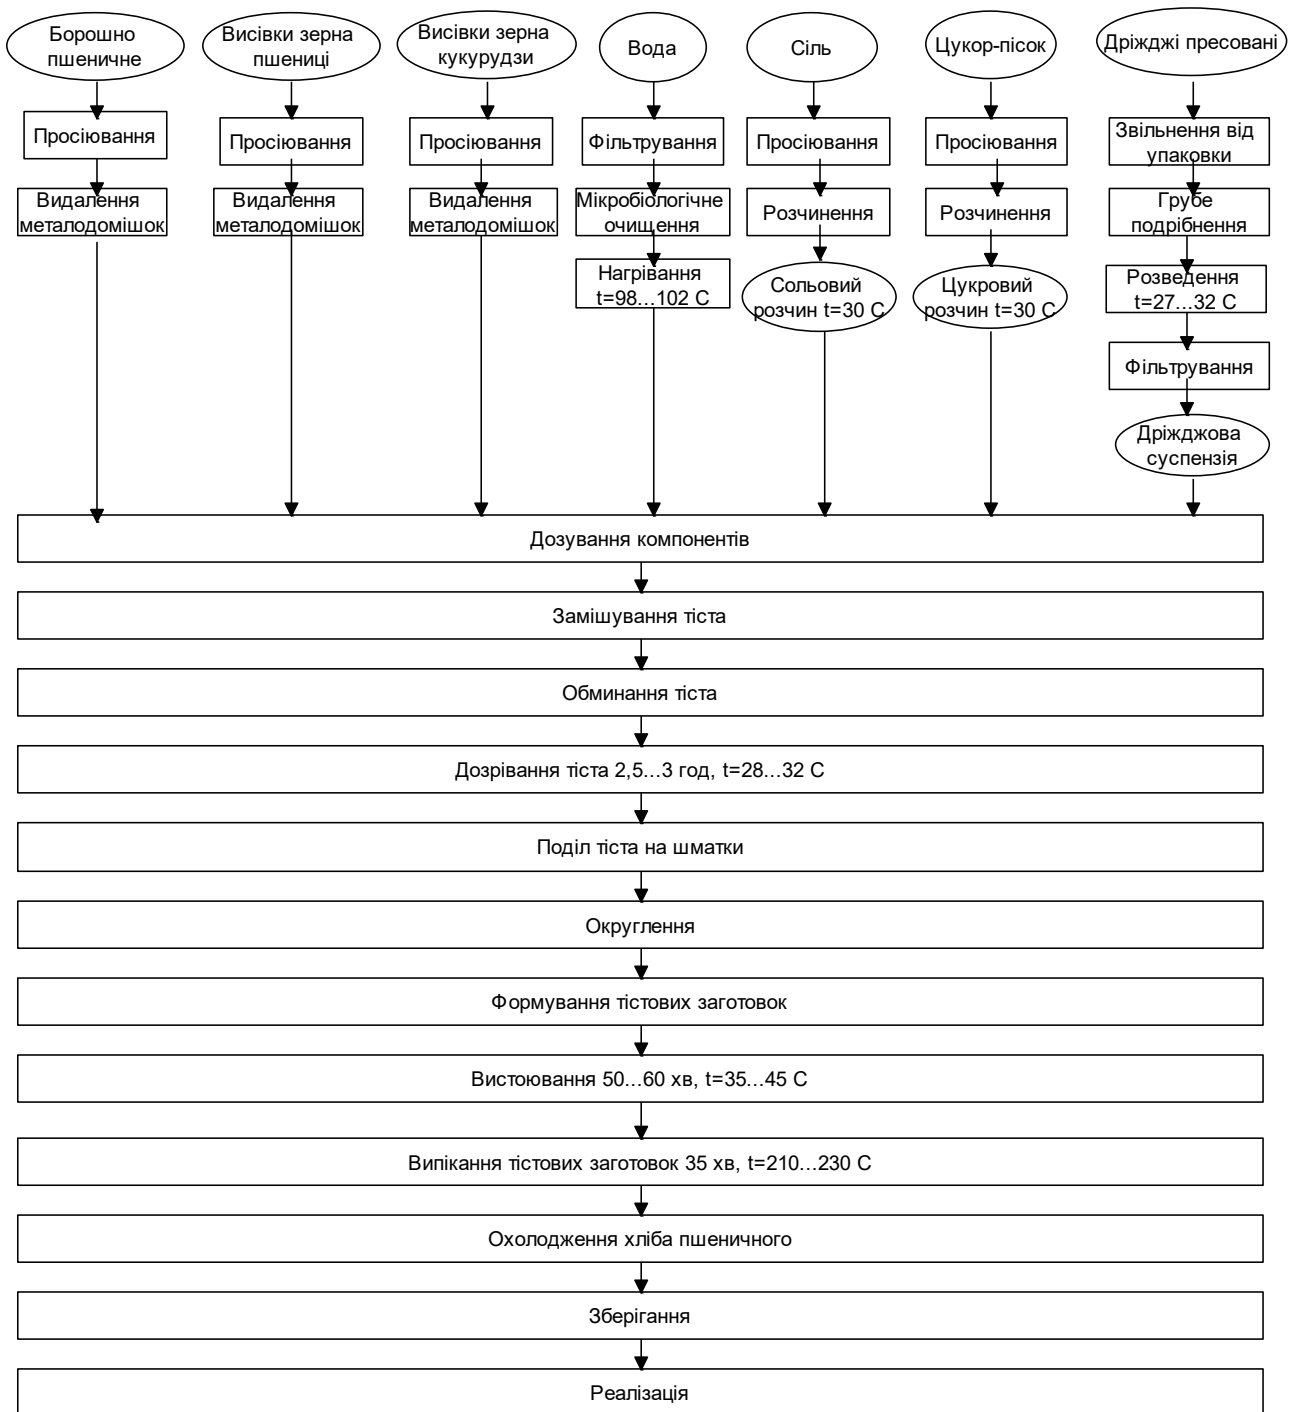 Борошно
пшеничне
Висівки зерна
пшениці
Висівки зерна
кукурудзи
Вода
Сіль
Цукор-пісок
Дріжджі пресовані
Просіювання
Просіювання
Просіювання
Фільтрування
Просіювання
Просіювання
Звільнення від
упаковки
Видалення
металодомішок
Видалення
металодомішок
Видалення
металодомішок
Мікробіологічне
очищення
Розчинення
Розчинення
Грубе
подрібнення
Нагрівання
t=98...102 С
Сольовий
розчин t=30 С
Цукровий
розчин t=30 С
Розведення
t=27...32 С
Фільтрування
Дріжджова
суспензія
Дозування компонентів
Замішування тіста
Обминання тіста
Дозрівання тіста 2,5...3 год, t=28...32 С
Поділ тіста на шматки
Округлення
Формування тістових заготовок
Вистоювання 50...60 хв, t=35...45 С
Випікання тістових заготовок 35 хв, t=210...230 С
Охолодження хліба пшеничного
Зберігання
Реалізація